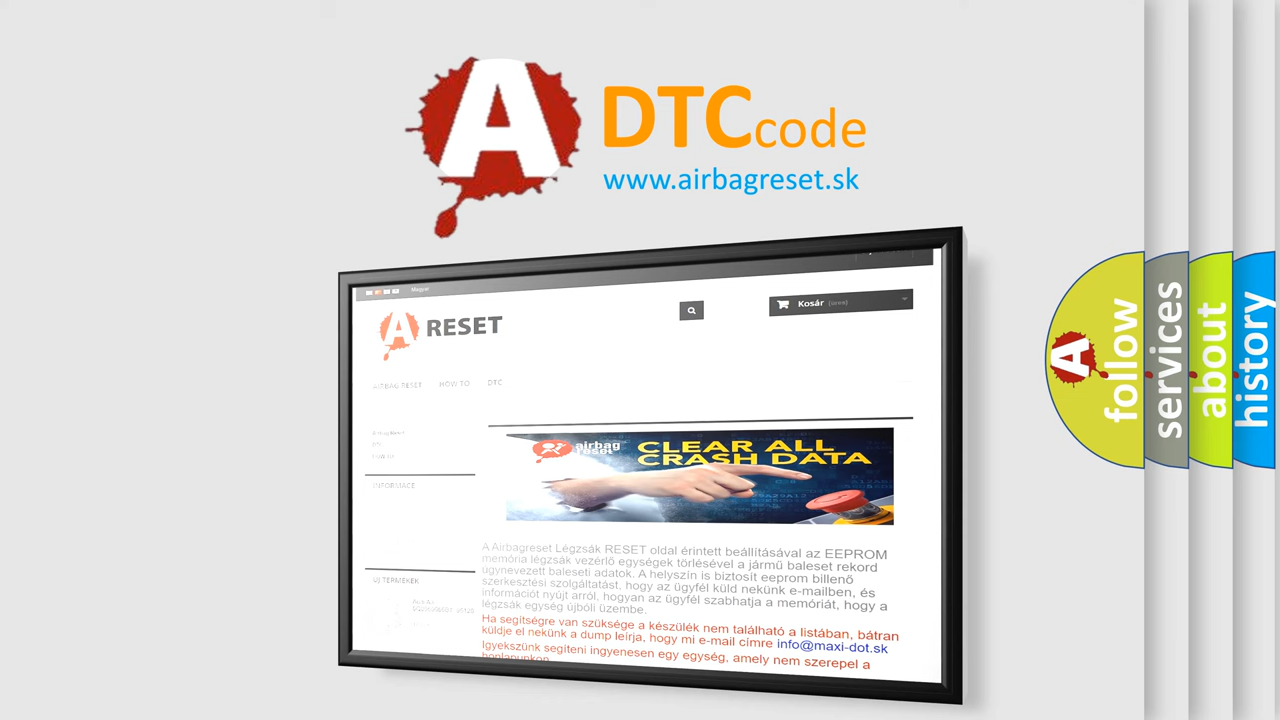 A
DTCcode
www.airbagreset.sk
Magyar
Kosár (üres)
A RESET
AIRBAG RESET HOW TO DTC
Airbag Reset
DTC
INFORMACE
airbag
reset
CLEAR ALL
CRASH DATA
A Airbagreset Légzsák RESET oldal érintett beállításával az EEPROM
memória légzsák vezérlő egységek törlésével a jármű baleset rekord
úgynevezett baleseti adatok. A helyszín is biztosít eeprom billenő
szerkesztési szolgáltatást, hogy az ügyfél küld nekünk e-mailben, és
információt nyújt arról, hogyan az ügyfél szabhatja a memóriát, hogy a
légzsák egység újbóli üzembe.
Ha segítségre van szüksége a készülék nem található a listában, bátran
küldje el nekünk a dump leírja, hogy mi e-mail címre info@maxi-dot.sk
Igyekszünk segíteni ingyenesen egy egység, amely nem szerepel a
honlapunkon
ÚJ TERMÉKEK
A
follow
services
about
history